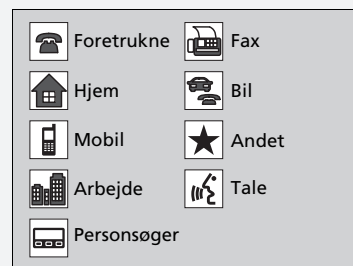 Foretrukne
Fax
Hjem
Bil
Mobil
Andet
Arbejde
Tale
Personsøger